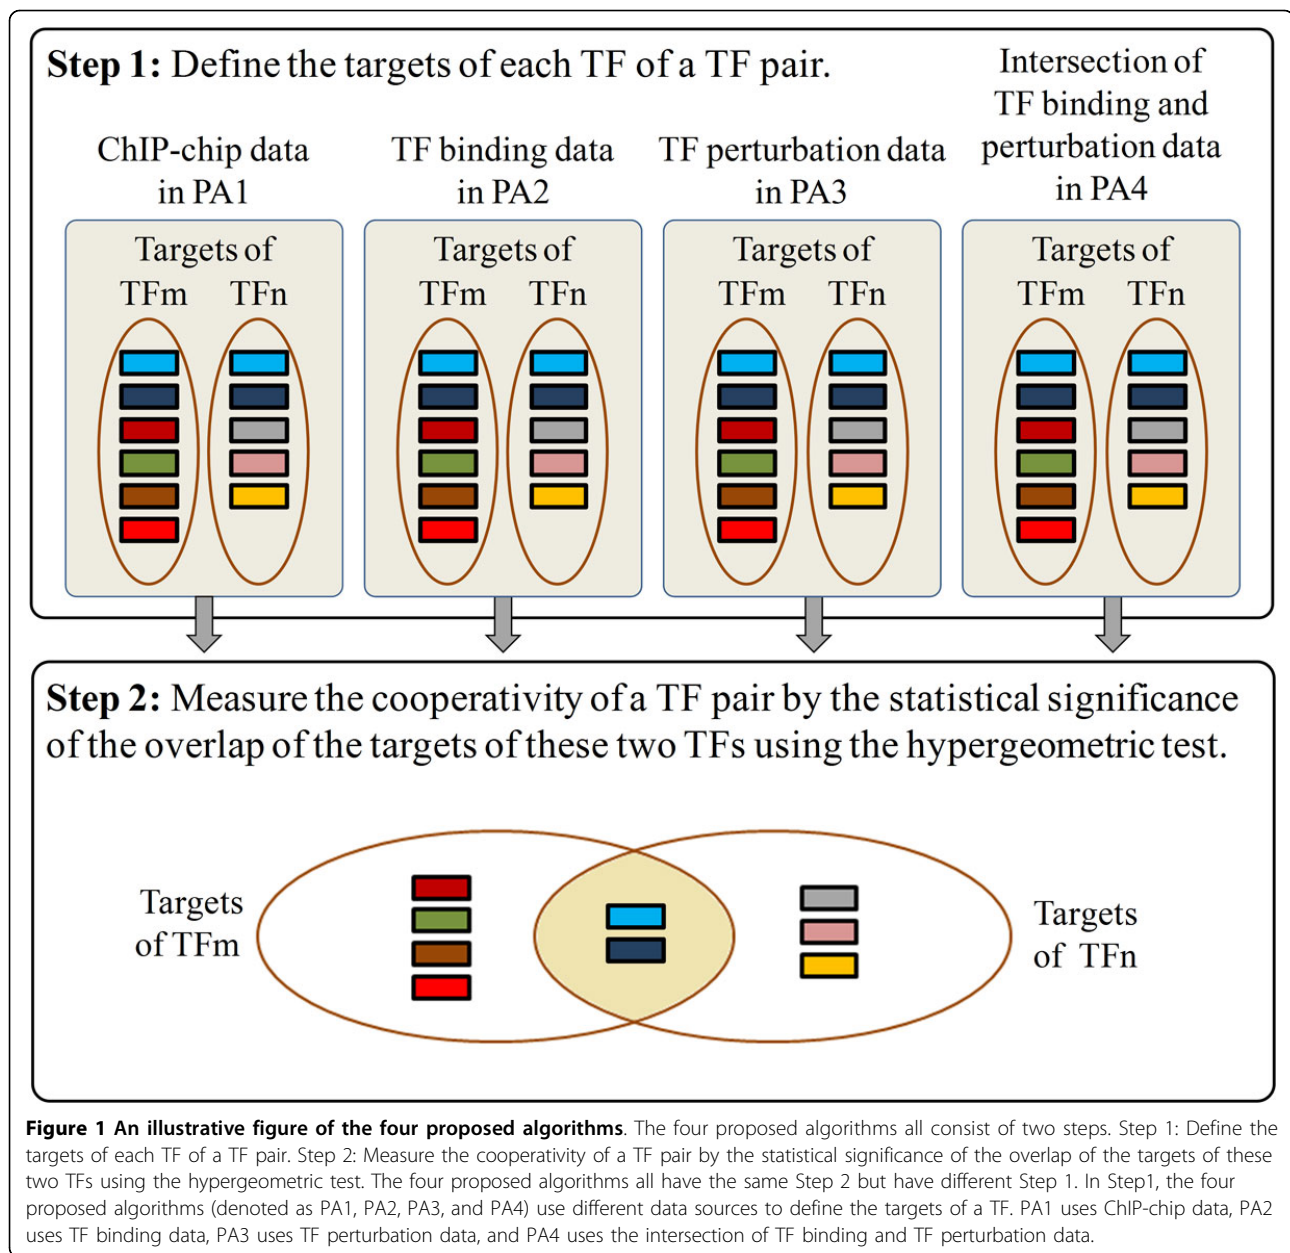 Step 1: Define the targets of each TF of a TF pair.
ChIP-chip data
in PA1
TF binding data
in PA2
TF perturbation data
in PA3
Intersection of
TF binding and
perturbation data
in PA4
Targets of
TFm TFn
Targets of
TFm TFn
Targets of
TFm TFn
Targets of
TFm TFn
Step 2: Measure the cooperativity of a TF pair by the statistical significance
of the overlap of the targets of these two TFs using the hypergeometric test.
Targets
of TFm
Targets
of TFn
Figure 1 An illustrative figure of the four proposed algorithms. The four proposed algorithms all consist of two steps. Step 1: Define the
targets of each TF of a TF pair. Step 2: Measure the cooperativity of a TF pair by the statistical significance of the overlap of the targets of these
two TFs using the hypergeometric test. The four proposed algorithms all have the same Step 2 but have different Step 1. In Step1, the four
proposed algorithms (denoted as PA1, PA2, PA3, and PA4) use different data sources to define the targets of a TF. PA1 uses ChIP-chip data, PA2
uses TF binding data, PA3 uses TF perturbation data, and PA4 uses the intersection of TF binding and TF perturbation data.